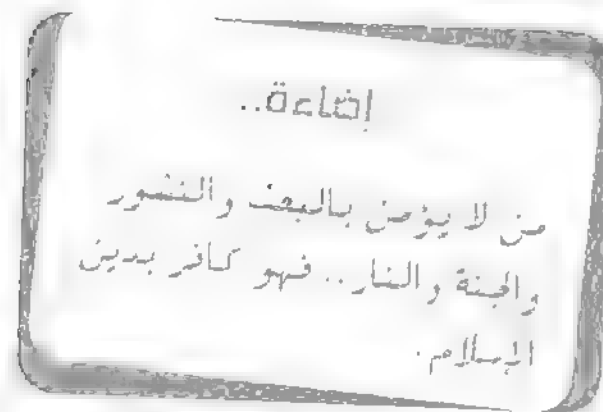 إضاءة..
من لا يؤمن بالبعث والنشور
والجنة والنار.. فهو كافر بدين
الإسلام.